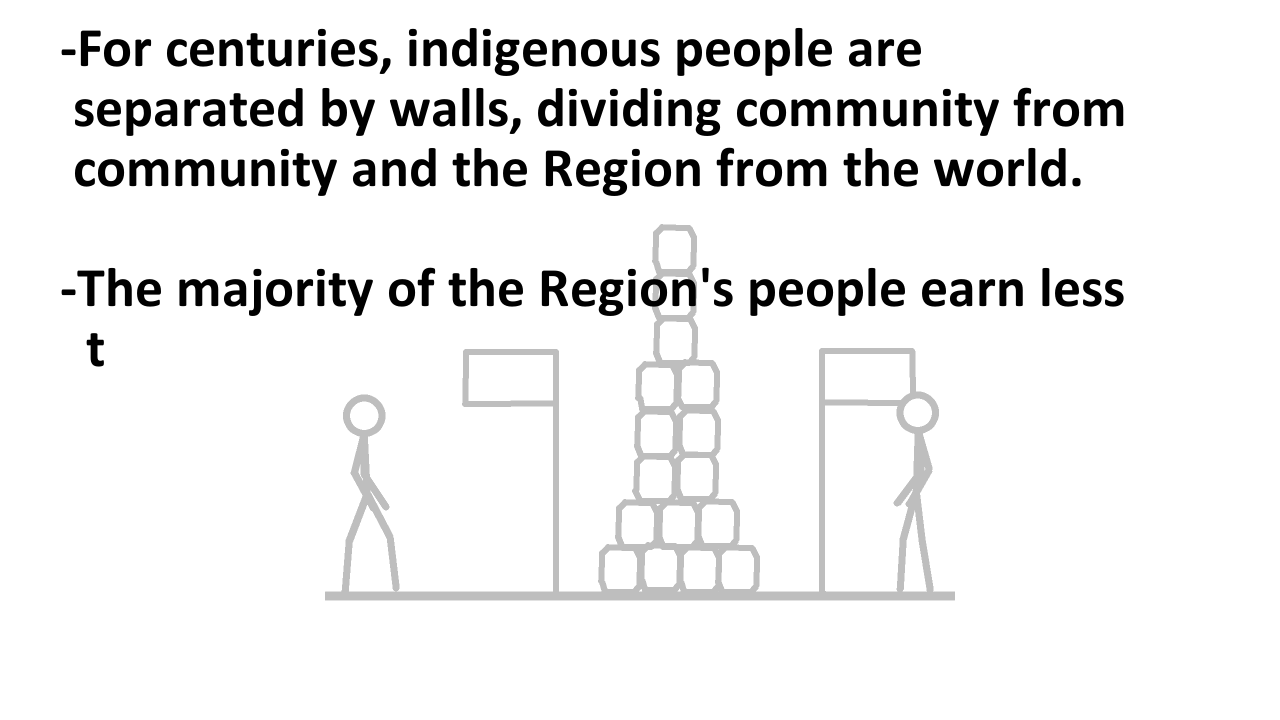 -For centuries, indigenous people are
separated by walls, dividing community from
community and the Region from the world.
-The majority of the Region's people earn less
t